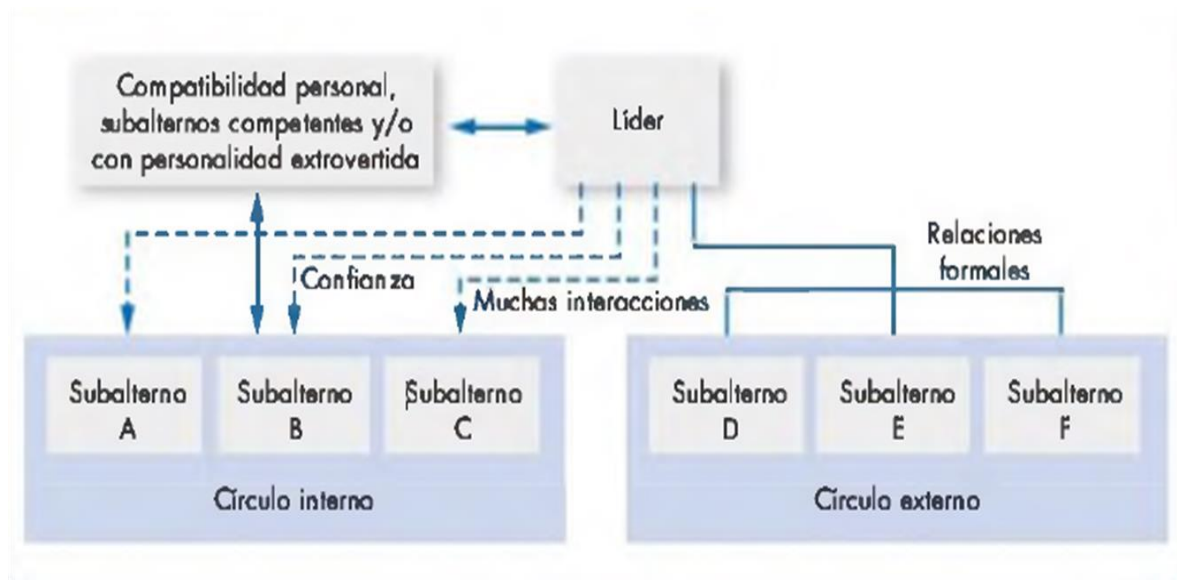 Compatibilidad personal,
subalternos competentes y/o
con personalidad extrovertida
Líder
Relaciones
formales
Confianza
Muchas interacciones
Subalterno
A
Subalterno
B
Subalterno
C
Círculo interno
Subalterno
D
Subalterno
E
Subalterno
F
Círculo externo